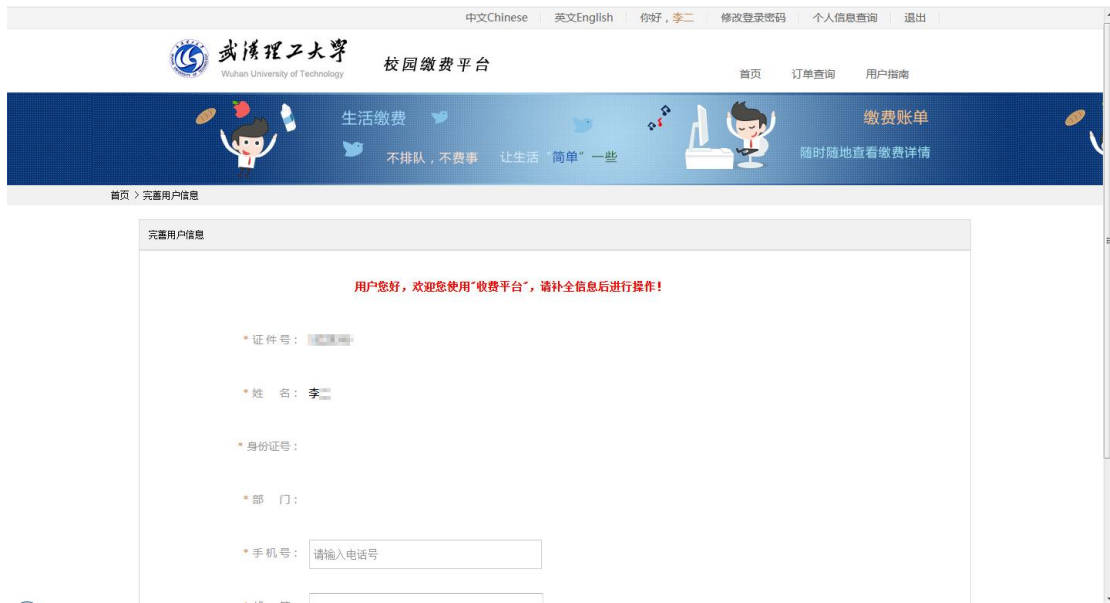 中文Chinese 英文English 你好，李二 修改登录密码 个人信息查询 退出
武漢理工大学
Wuhan University of Technology
校园缴费平台
首页 订单查询 用户指南
生活缴费
不排队，不费事 让生活“简单”一些
缴费账单
随时随地查看缴费详情
首页 > 完善用户信息
完善用户信息
用户您好，欢迎您使用"收费平台"，请补全信息后进行操作！
*证件号：
*姓 名： 李
*身份证号：
*部 门：
*手机号： 请输入电话号